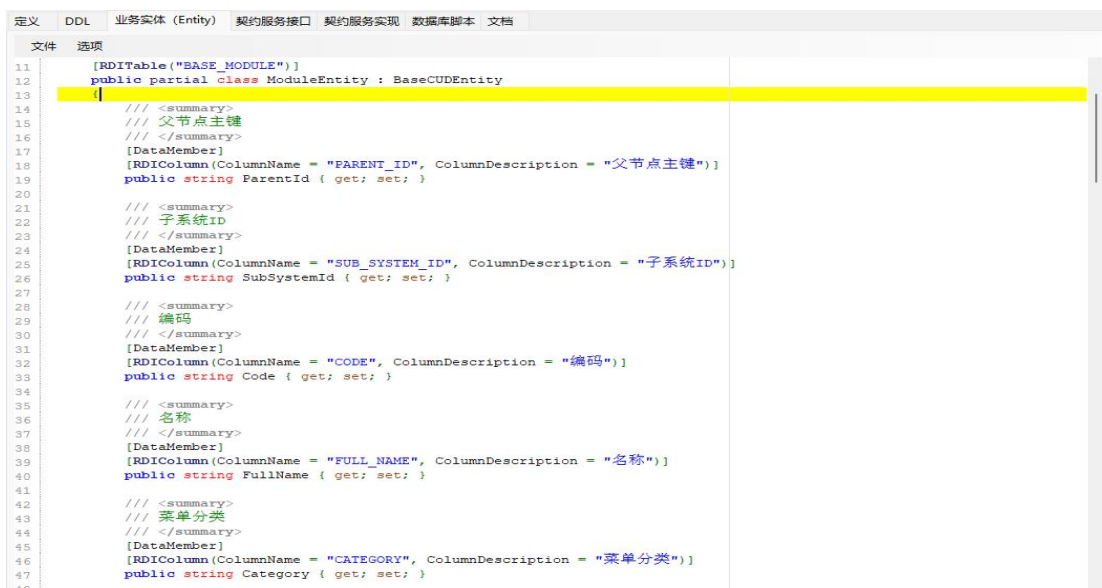 定义 DDL 业务实体 (Entity) 契约服务接口 契约服务实现 数据库脚本 文档
文件 选项
11 [RDITable("BASE_MODULE")]
12 public partial class ModuleEntity : BaseCUDEntity
13 {
14 /// <summary>
15 /// 父节点主键
16 /// </summary>
17 [DataMember]
18 [RDIColumn(ColumnName = "PARENT_ID", ColumnDescription = "父节点主键")]
19 public string ParentId { get; set; }
20
21 /// <summary>
22 /// 子系统ID
23 /// </summary>
24 [DataMember]
25 [RDIColumn(ColumnName = "SUB_SYSTEM_ID", ColumnDescription = "子系统ID")]
26 public string SubSystemId { get; set; }
27
28 /// <summary>
29 /// 编码
30 /// </summary>
31 [DataMember]
32 [RDIColumn(ColumnName = "CODE", ColumnDescription = "编码")]
33 public string Code { get; set; }
34
35 /// <summary>
36 /// 名称
37 /// </summary>
38 [DataMember]
39 [RDIColumn(ColumnName = "FULL_NAME", ColumnDescription = "名称")]
40 public string FullName { get; set; }
41
42 /// <summary>
43 /// 菜单分类
44 /// </summary>
45 [DataMember]
46 [RDIColumn(ColumnName = "CATEGORY", ColumnDescription = "菜单分类")]
47 public string Category { get; set; }